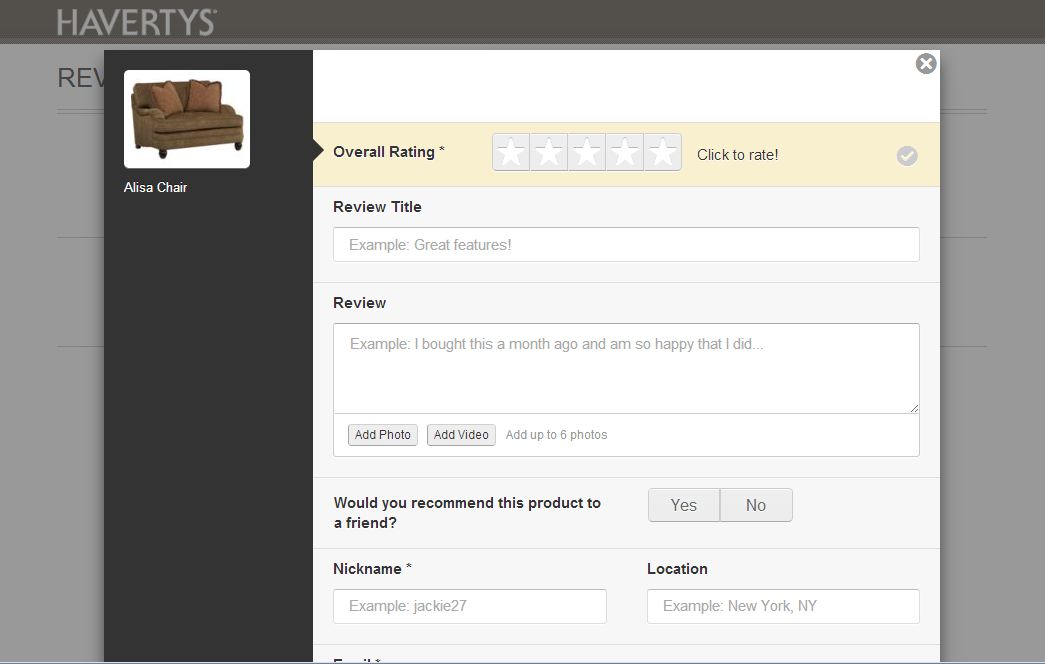 HAVERTYS
REV
Alisa Chair
Overall Rating *
Click to rate!
Review Title
Example: Great features!
Review
Example: I bought this a month ago and am so happy that I did...
Add Photo
Add Video
Add up to 6 photos
Would you recommend this product to
a friend?
Yes
No
Nickname *
Location
Example: jackie27
Example: New York, NY